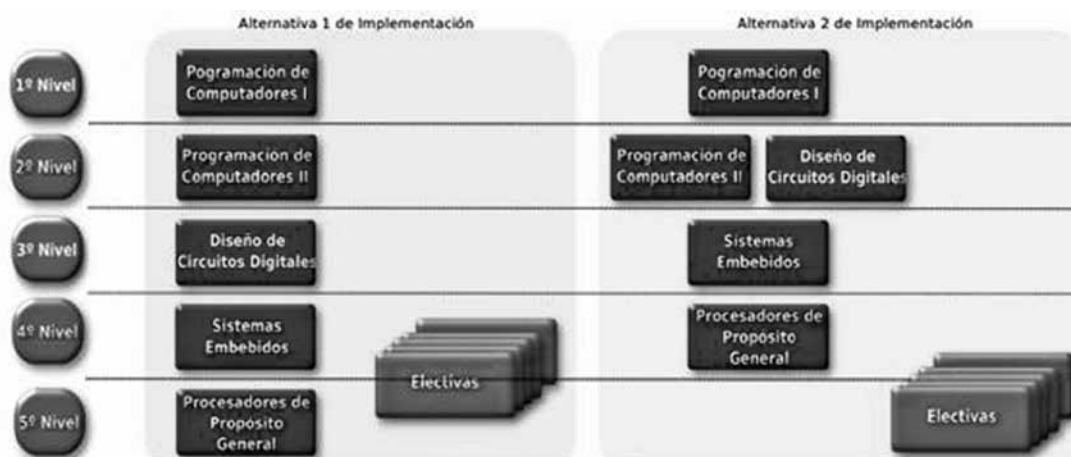 Alternativa 1 de Implementación
Alternativa 2 de Implementación
1º Nivel
Pogramación de
Computadores I
Pogramación de
Computadores I
2º Nivel
Programación de
Computadores II
Programación de
Computadores II
Diseño de
Circuitos Digitales
3º Nivel
Diseño de
Circuitos Digitales
Sistemas
Embebidos
4º Nivel
Sistemas
Embebidos
Procesadores de
Propósito
General
Electivas
Electivas
5º Nivel
Procesadores de
Propósito
General